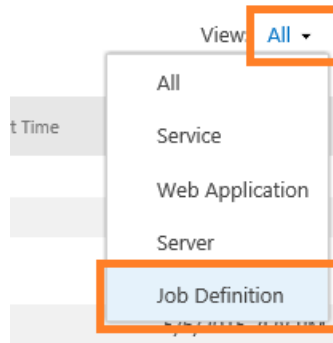 View: All
All
t Time
Service
Web Application
Server
Job Definition